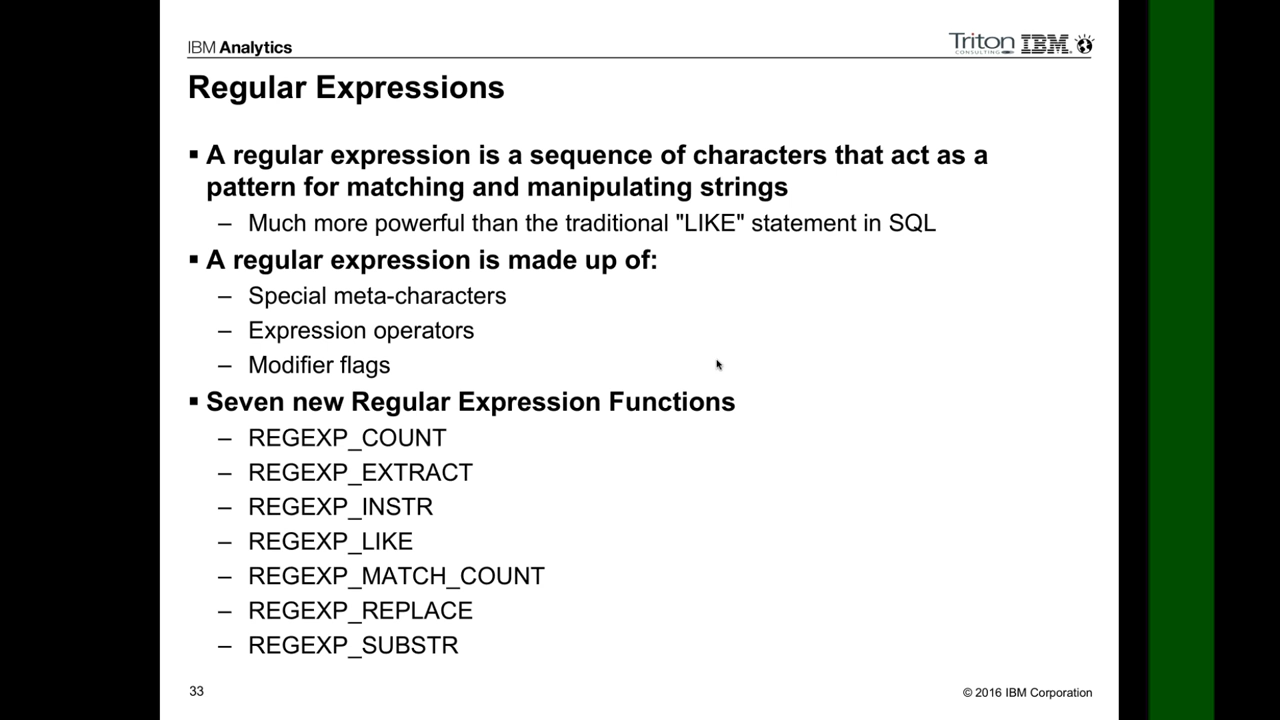 IBM Analytics
Triton IBM
CONSULTING
Regular Expressions
▪ A regular expression is a sequence of characters that act as a
pattern for matching and manipulating strings
– Much more powerful than the traditional "LIKE" statement in SQL
▪ A regular expression is made up of:
– Special meta-characters
– Expression operators
– Modifier flags
▪ Seven new Regular Expression Functions
– REGEXP_COUNT
– REGEXP_EXTRACT
– REGEXP_INSTR
– REGEXP_LIKE
– REGEXP_MATCH_COUNT
– REGEXP_REPLACE
– REGEXP_SUBSTR
33
© 2016 IBM Corporation